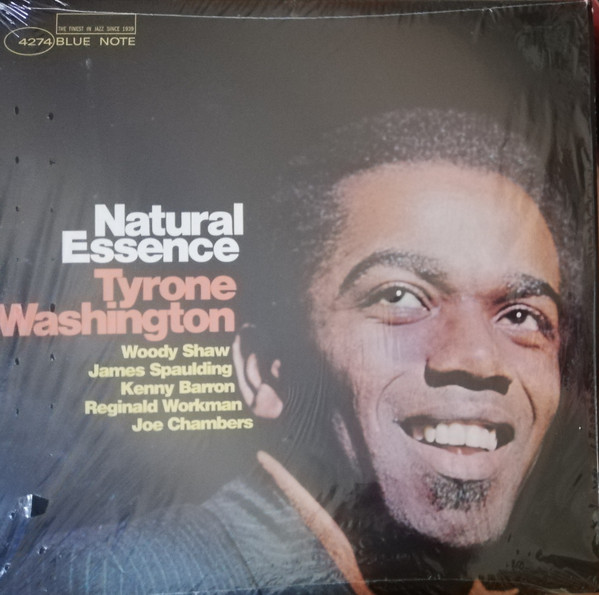 THE FINEST IN JAZZ SINCE 1939
4274 BLUE NOTE
Natural
Essence
Tyrone
Washington
Woody Shaw
James Spaulding
Kenny Barron
Reginald Workman
Joe Chambers